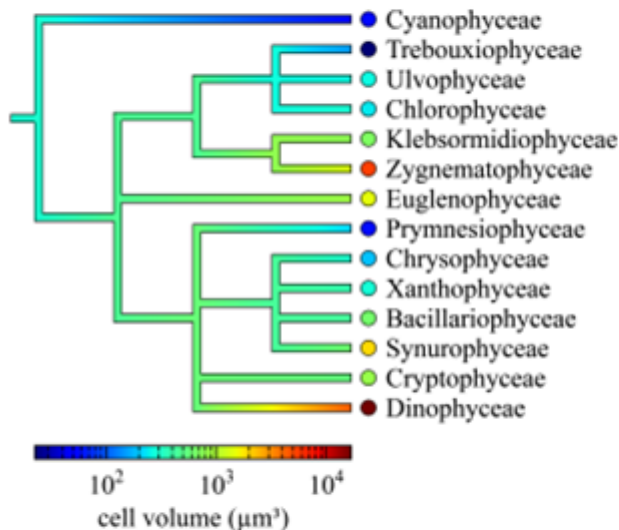 Cyanophyceae
Trebouxiophyceae
Ulvophyceae
Chlorophyceae
Klebsormidiophyceae
Zygnematophyceae
Euglenophyceae
Prymnesiophyceae
Chrysophyceae
Xanthophyceae
Bacillariophyceae
Synurophyceae
Cryptophyceae
Dinophyceae
10² 10³ 10⁴
cell volume (µm³)